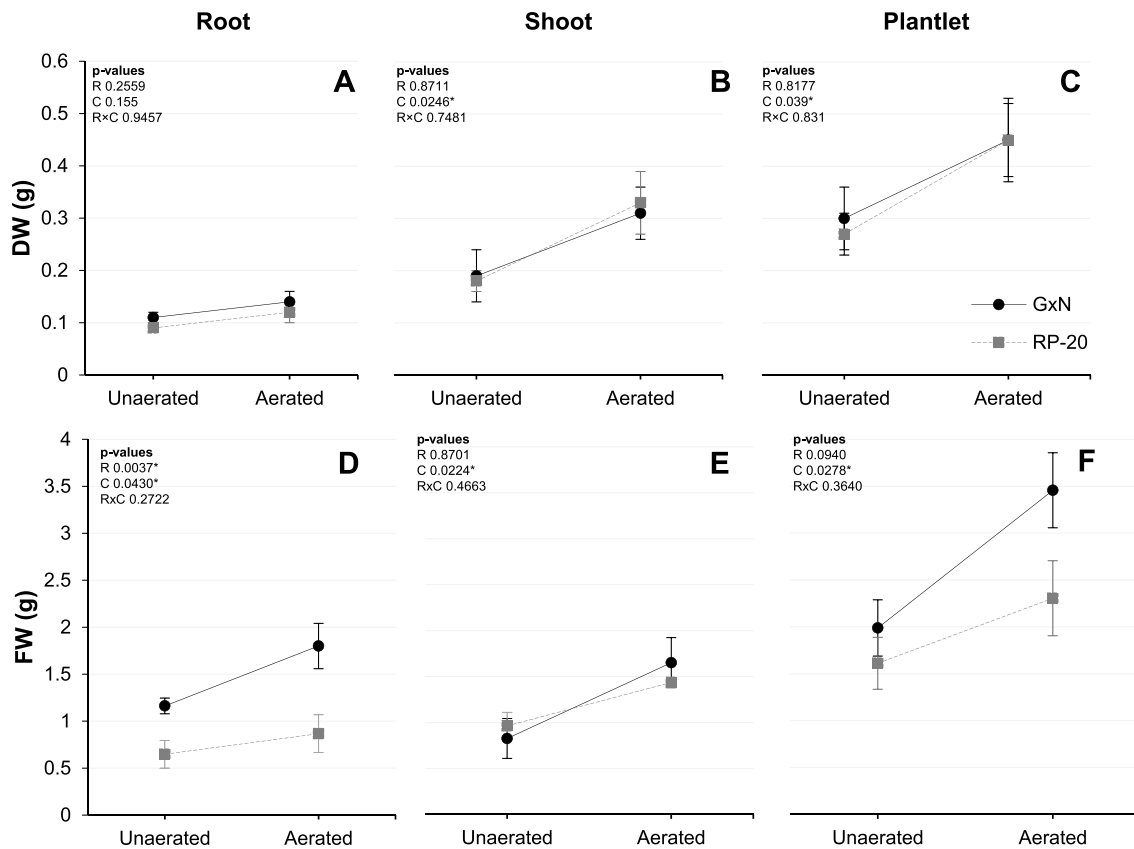 Root
Shoot
Plantlet
DW (g)
0.6
0.5
0.4
0.3
0.2
0.1
0
p-values
R 0.2559
C 0.155
R×C 0.9457
A
p-values
R 0.8711
C 0.0246*
R×C 0.7481
B
p-values
R 0.8177
C 0.039*
R×C 0.831
C
GxN
RP-20
Unaerated
Aerated
Unaerated
Aerated
Unaerated
Aerated
FW (g)
4
3.5
3
2.5
2
1.5
1
0.5
0
p-values
R 0.0037*
C 0.0430*
RxC 0.2722
D
p-values
R 0.8701
C 0.0224*
RxC 0.4663
E
p-values
R 0.0940
C 0.0278*
RxC 0.3640
F
Unaerated
Aerated
Unaerated
Aerated
Unaerated
Aerated